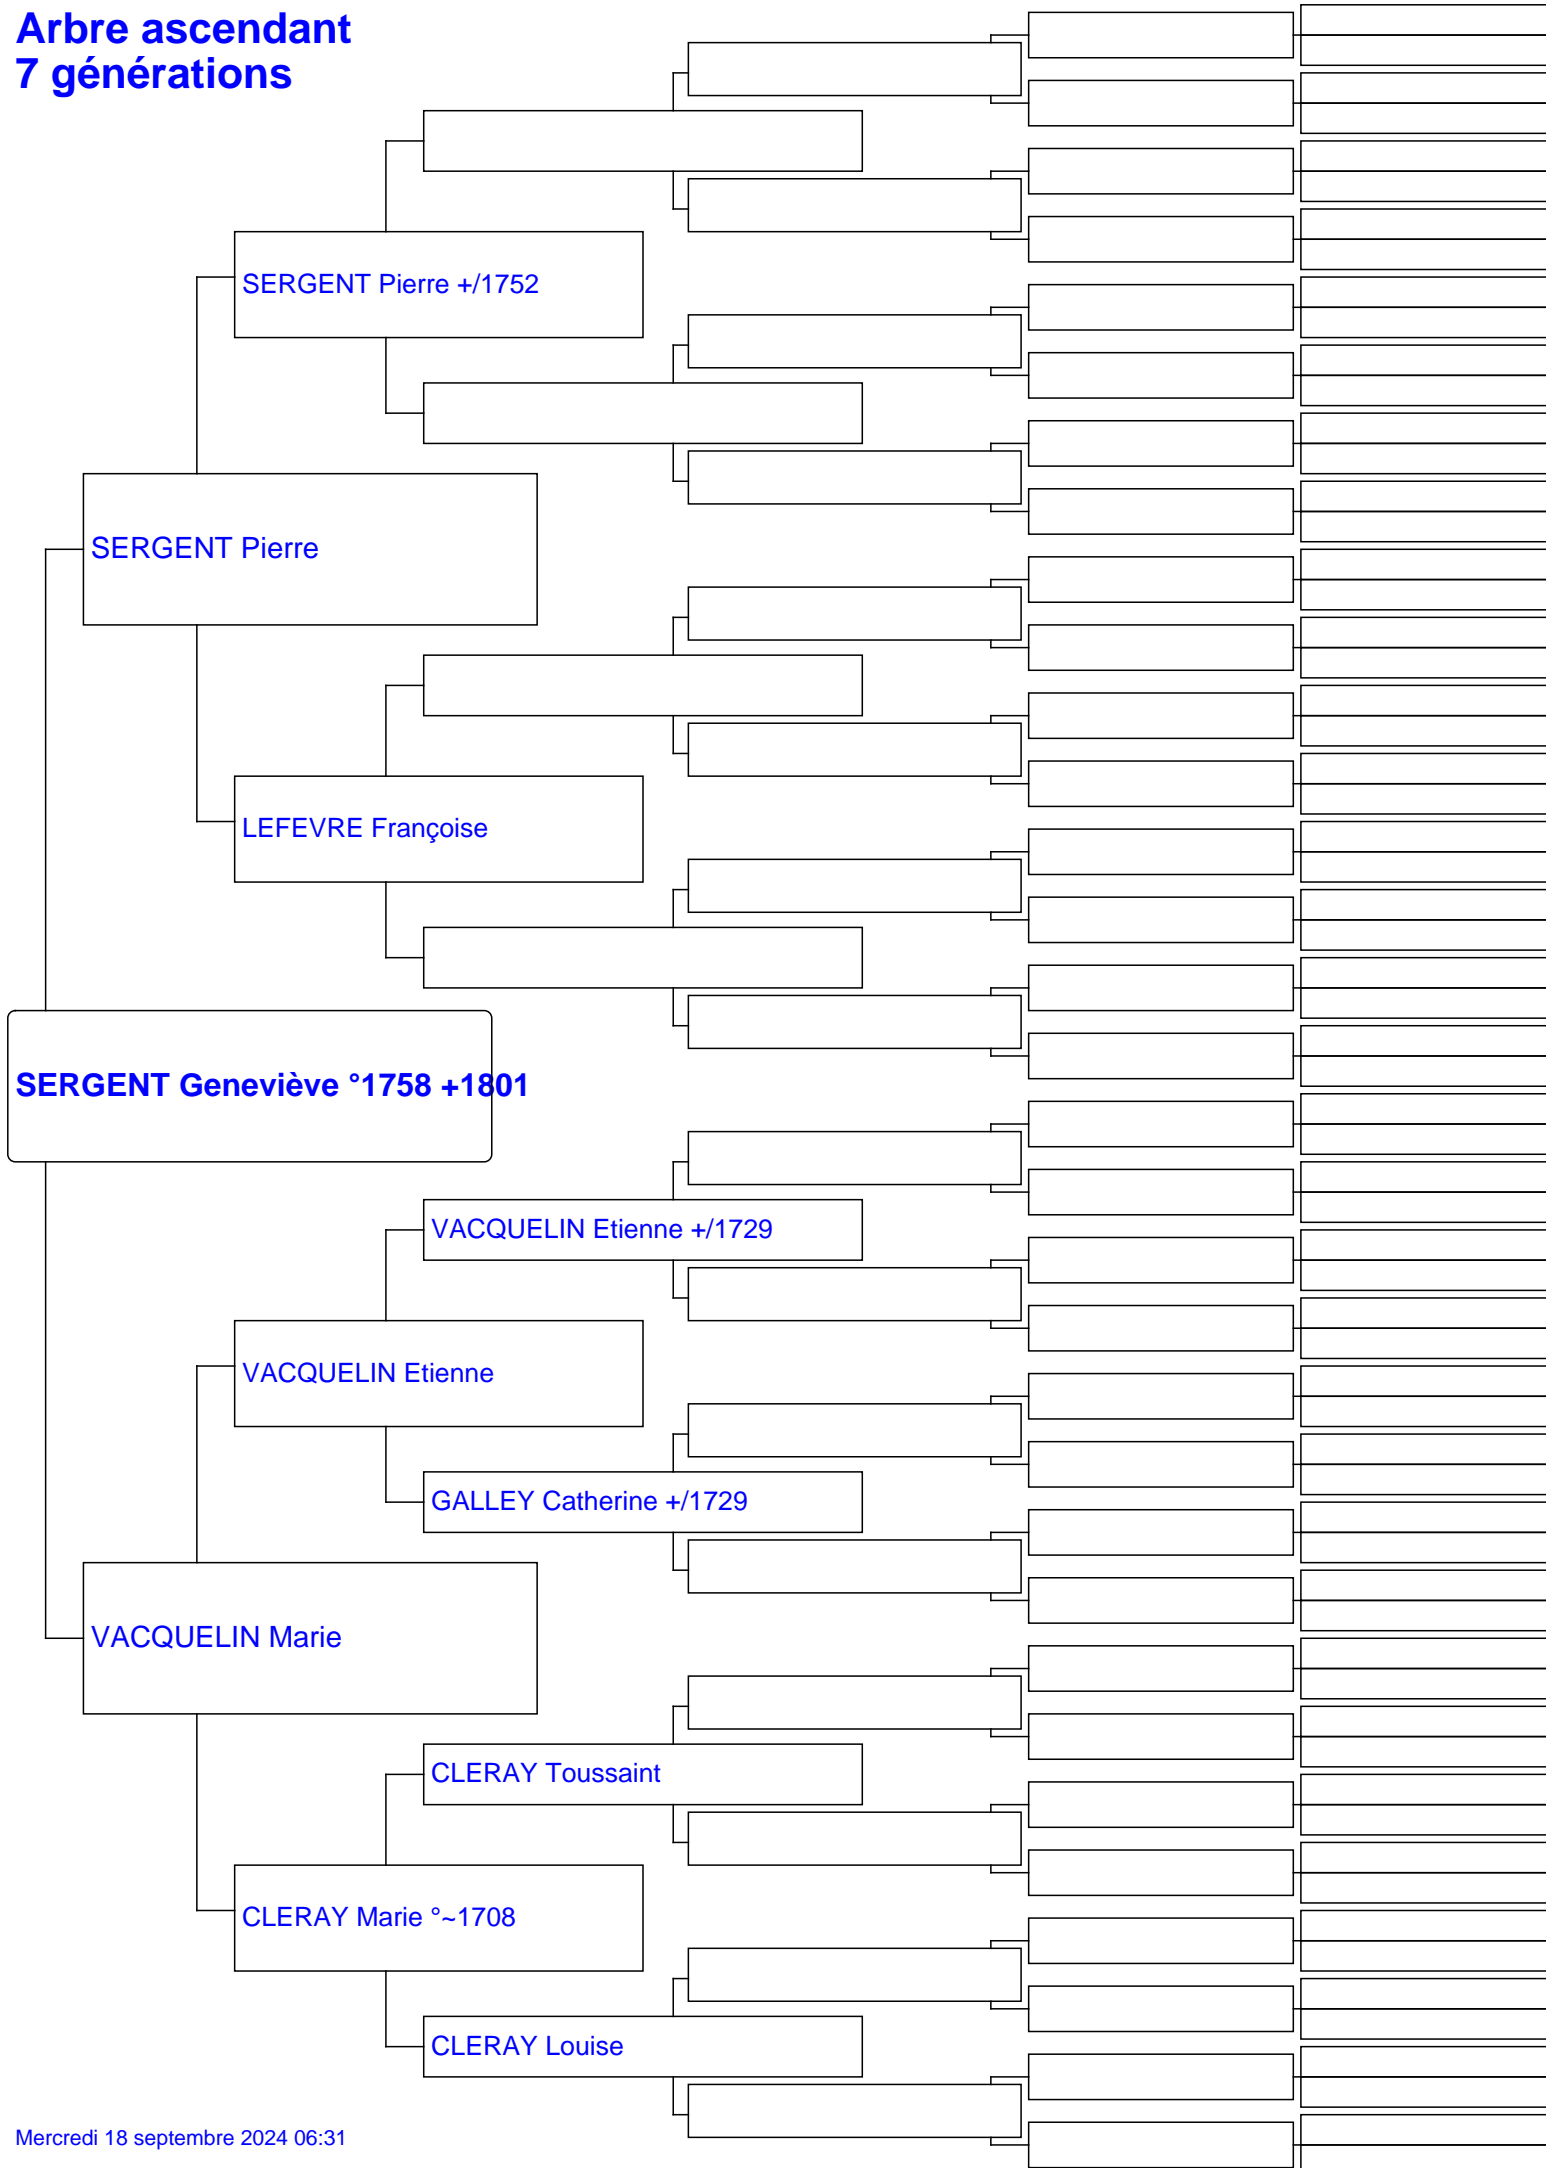 Arbre ascendant
7 générations
SERGENT Pierre +/1752
SERGENT Pierre
LEFEVRE Françoise
SERGENT Geneviève °1758 +1801
VACQUELIN Etienne +/1729
VACQUELIN Etienne
GALLEY Catherine +/1729
VACQUELIN Marie
CLERAY Toussaint
CLERAY Marie °~1708
CLERAY Louise
Mercredi 18 septembre 2024 06:31